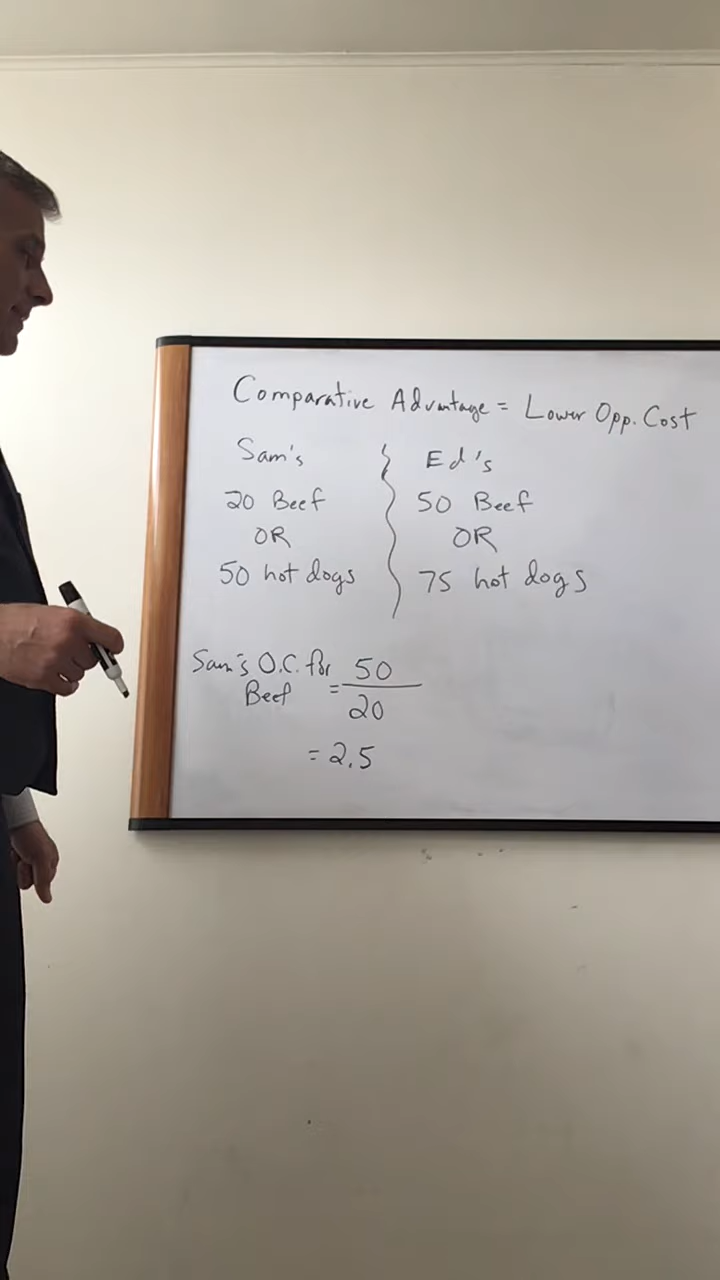 Comparative Advantage = Lower Opp. Cost
Sam's
20 Beef
OR
50 hot dogs
Ed's
50 Beef
OR
75 hot dogs
Sam's O.C. for
Beef
= 50
20
= 2.5